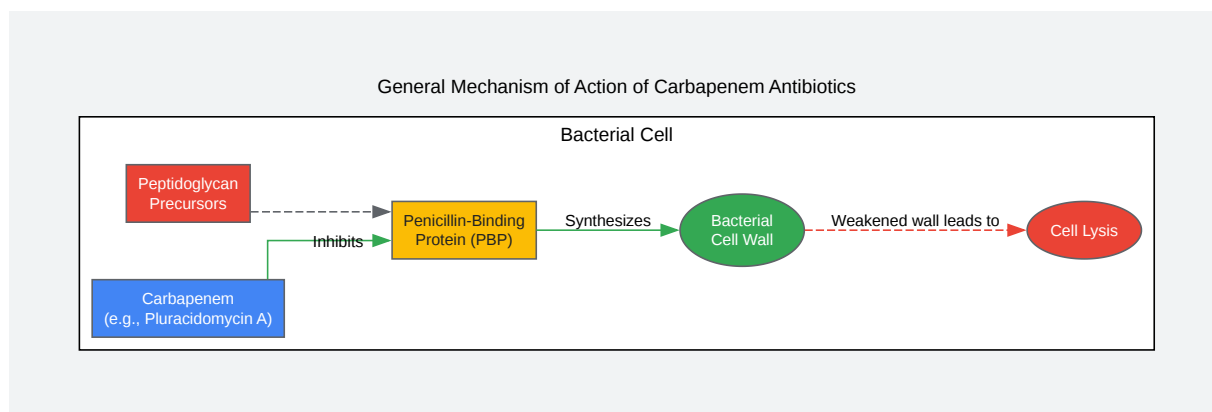 General Mechanism of Action of Carbapenem Antibiotics
Bacterial Cell
Peptidoglycan
Precursors
Penicillin-Binding
Protein (PBP)
Synthesizes
Bacterial
Cell Wall
Weakened wall leads to
Cell Lysis
Inhibits
Carbapenem
(e.g., Pluracidomycin A)